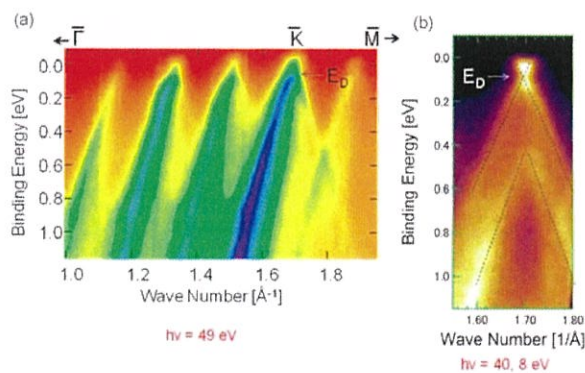 (a)
Γ̅
K̅
M̅
Binding Energy [eV]
0.0
0.2
0.4
0.6
0.8
1.0
E_D
1.0
1.2
1.4
1.6
1.8
Wave Number [Å⁻¹]
hν = 49 eV
(b)
Binding Energy [eV]
0.0
0.2
0.4
0.6
0.8
1.0
E_D
1.60
1.70
1.80
Wave Number [1/Å]
hν = 40, 8 eV